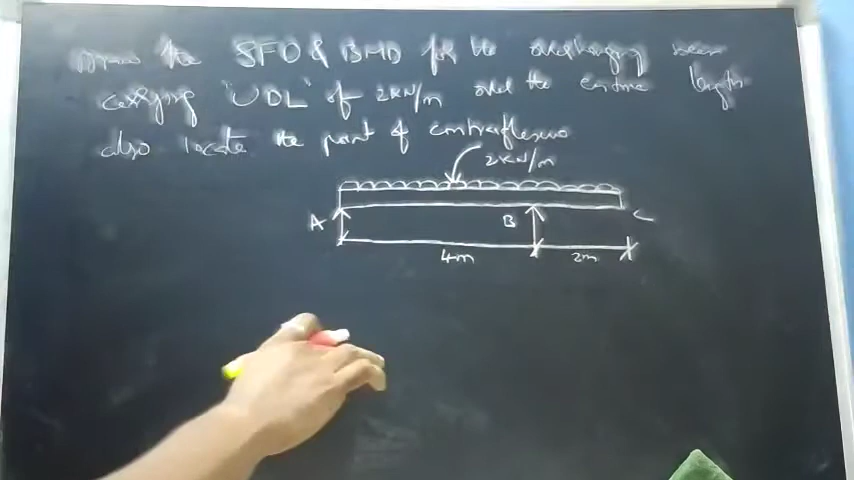 Draw the SFD & BMD for the overhanging beam
carrying "UDL" of 2KN/m over the entire length
also locate the point of contraflexure
2KN/m
A B C
4m 2m